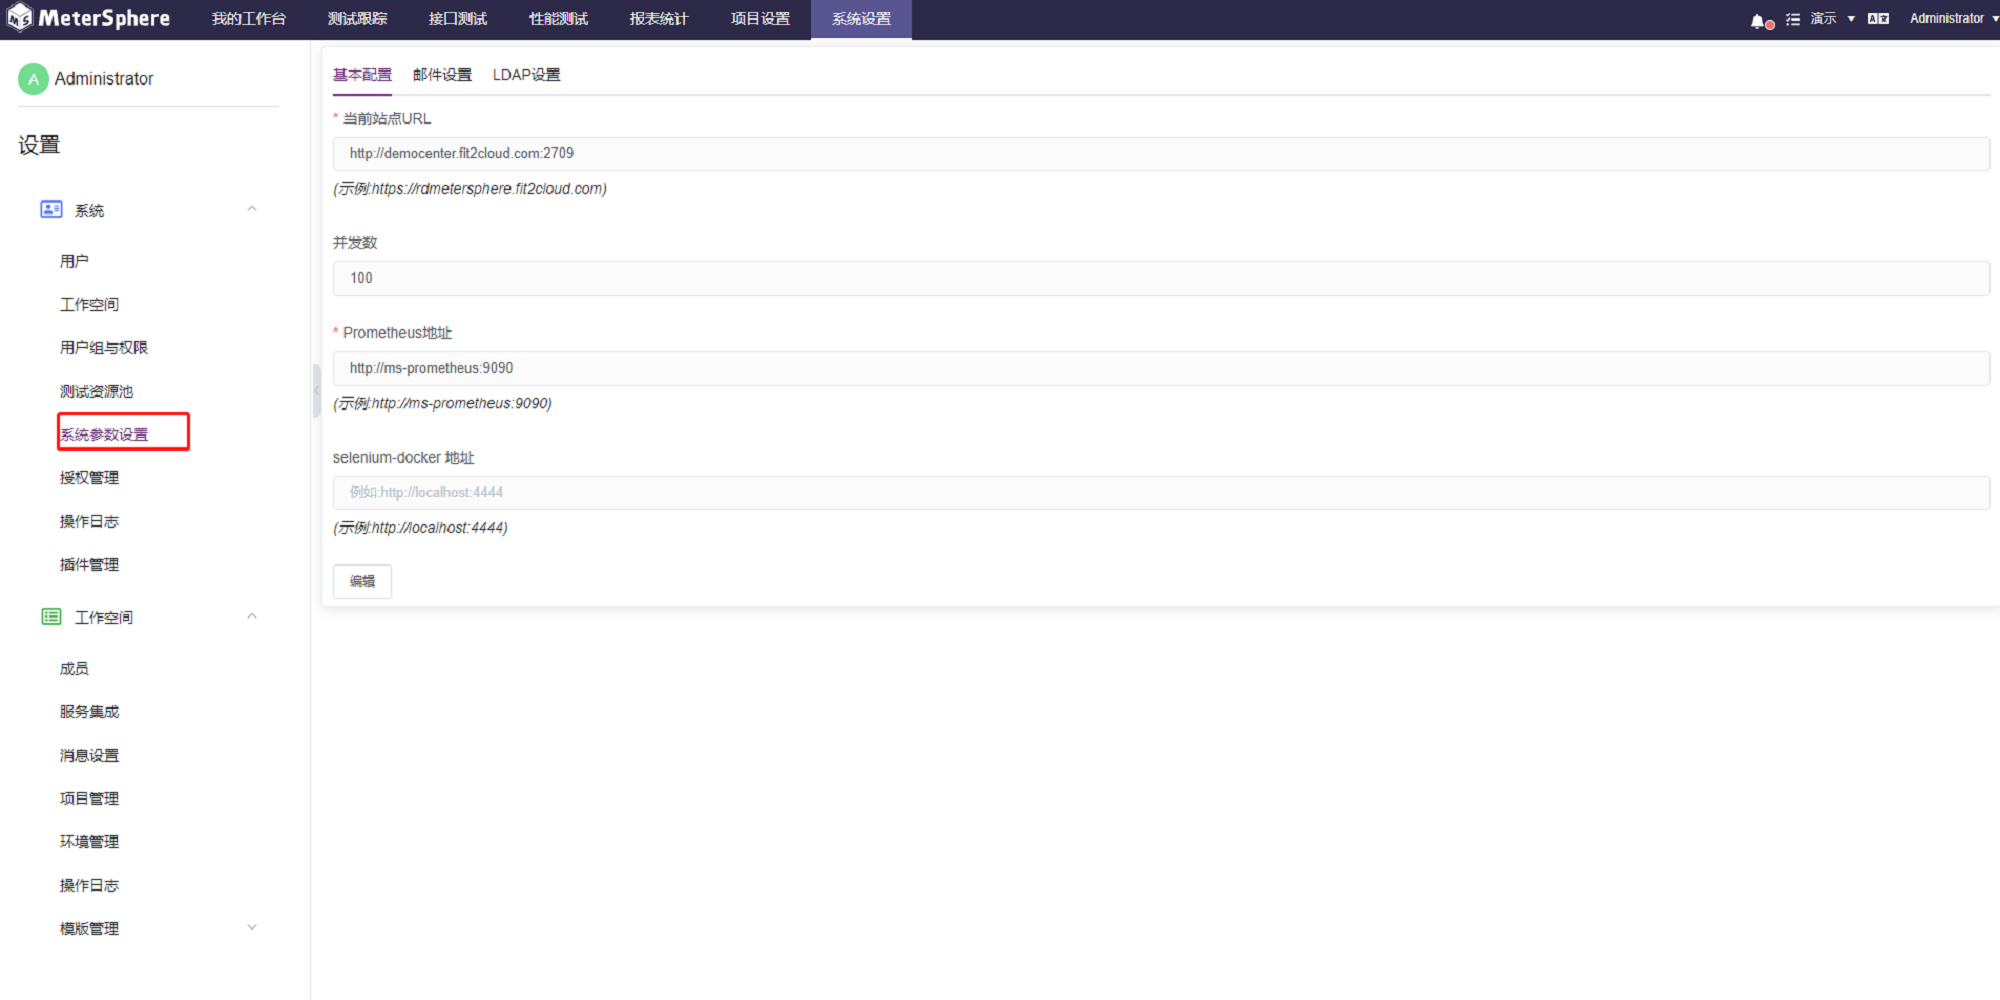 MeterSphere 我的工作台 测试跟踪 接口测试 性能测试 报表统计 项目设置 系统设置 演示 Administrator
A Administrator
设置
系统
用户
工作空间
用户组与权限
测试资源池
系统参数设置
授权管理
操作日志
插件管理
工作空间
成员
服务集成
消息设置
项目管理
环境管理
操作日志
模版管理
基本配置 邮件设置 LDAP设置
* 当前站点URL
http://democenter.fit2cloud.com:2709
(示例:https://rdmetersphere.fit2cloud.com)
并发数
100
* Prometheus地址
http://ms-prometheus:9090
(示例:http://ms-prometheus:9090)
selenium-docker 地址
例如:http://localhost:4444
(示例:http://localhost:4444)
编辑